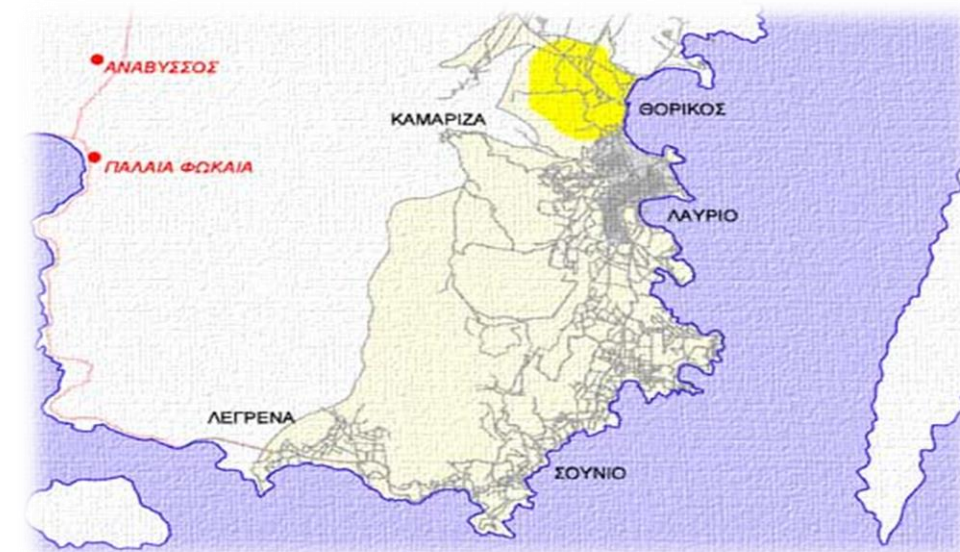 ΑΝΑΒΥΣΣΟΣ
ΘΟΡΙΚΟΣ
ΚΑΜΑΡΙΖΑ
ΠΑΛΑΙΑ ΦΩΚΑΙΑ
ΛΑΥΡΙΟ
ΛΕΓΡΕΝΑ
ΣΟΥΝΙΟ